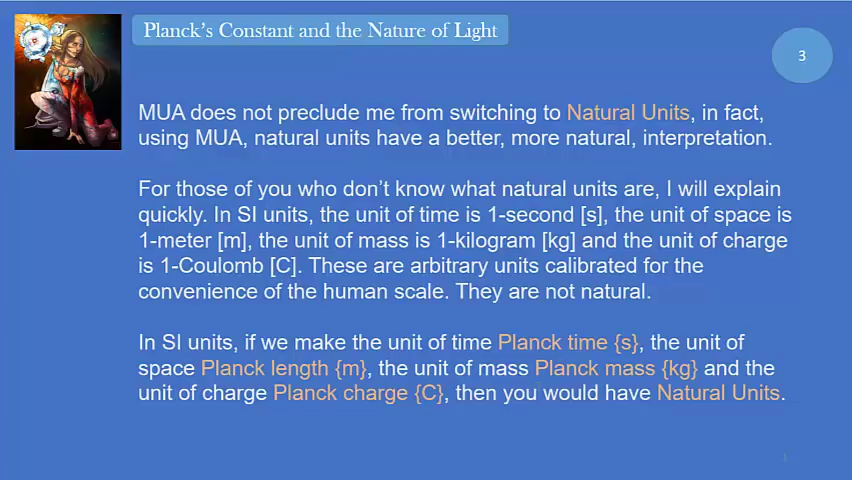 Planck's Constant and the Nature of Light
3
MUA does not preclude me from switching to Natural Units, in fact,
using MUA, natural units have a better, more natural, interpretation.
For those of you who don't know what natural units are, I will explain
quickly. In SI units, the unit of time is 1-second [s], the unit of space is
1-meter [m], the unit of mass is 1-kilogram [kg] and the unit of charge
is 1-Coulomb [C]. These are arbitrary units calibrated for the
convenience of the human scale. They are not natural.
In SI units, if we make the unit of time Planck time {s}, the unit of
space Planck length {m}, the unit of mass Planck mass {kg} and the
unit of charge Planck charge {C}, then you would have Natural Units.